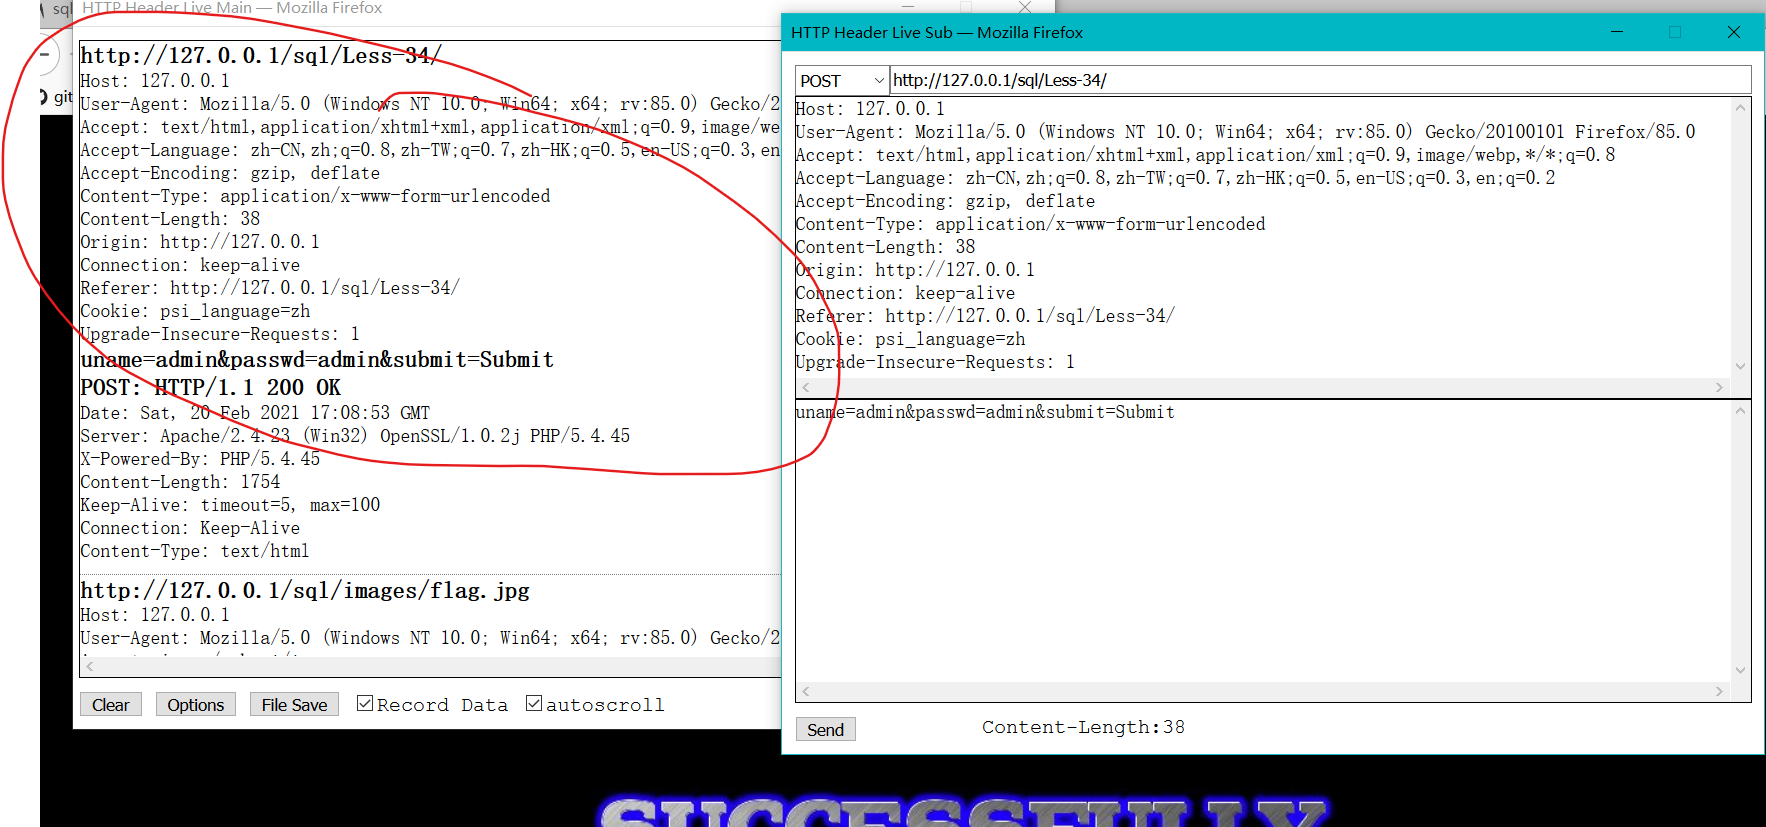 sql
HTTP Header Live Main — Mozilla Firefox
git
http://127.0.0.1/sql/Less-34/
Host: 127.0.0.1
User-Agent: Mozilla/5.0 (Windows NT 10.0; Win64; x64; rv:85.0) Gecko/2
Accept: text/html,application/xhtml+xml,application/xml;q=0.9,image/we
Accept-Language: zh-CN,zh;q=0.8,zh-TW;q=0.7,zh-HK;q=0.5,en-US;q=0.3,en
Accept-Encoding: gzip, deflate
Content-Type: application/x-www-form-urlencoded
Content-Length: 38
Origin: http://127.0.0.1
Connection: keep-alive
Referer: http://127.0.0.1/sql/Less-34/
Cookie: psi_language=zh
Upgrade-Insecure-Requests: 1
uname=admin&passwd=admin&submit=Submit
POST: HTTP/1.1 200 OK
Date: Sat, 20 Feb 2021 17:08:53 GMT
Server: Apache/2.4.23 (Win32) OpenSSL/1.0.2j PHP/5.4.45
X-Powered-By: PHP/5.4.45
Content-Length: 1754
Keep-Alive: timeout=5, max=100
Connection: Keep-Alive
Content-Type: text/html
http://127.0.0.1/sql/images/flag.jpg
Host: 127.0.0.1
User-Agent: Mozilla/5.0 (Windows NT 10.0; Win64; x64; rv:85.0) Gecko/2
Clear Options File Save Record Data autoscroll
HTTP Header Live Sub — Mozilla Firefox
POST http://127.0.0.1/sql/Less-34/
Host: 127.0.0.1
User-Agent: Mozilla/5.0 (Windows NT 10.0; Win64; x64; rv:85.0) Gecko/20100101 Firefox/85.0
Accept: text/html,application/xhtml+xml,application/xml;q=0.9,image/webp,*/*;q=0.8
Accept-Language: zh-CN,zh;q=0.8,zh-TW;q=0.7,zh-HK;q=0.5,en-US;q=0.3,en;q=0.2
Accept-Encoding: gzip, deflate
Content-Type: application/x-www-form-urlencoded
Content-Length: 38
Origin: http://127.0.0.1
Connection: keep-alive
Referer: http://127.0.0.1/sql/Less-34/
Cookie: psi_language=zh
Upgrade-Insecure-Requests: 1
uname=admin&passwd=admin&submit=Submit
Send Content-Length:38
SUCCESSFULLY